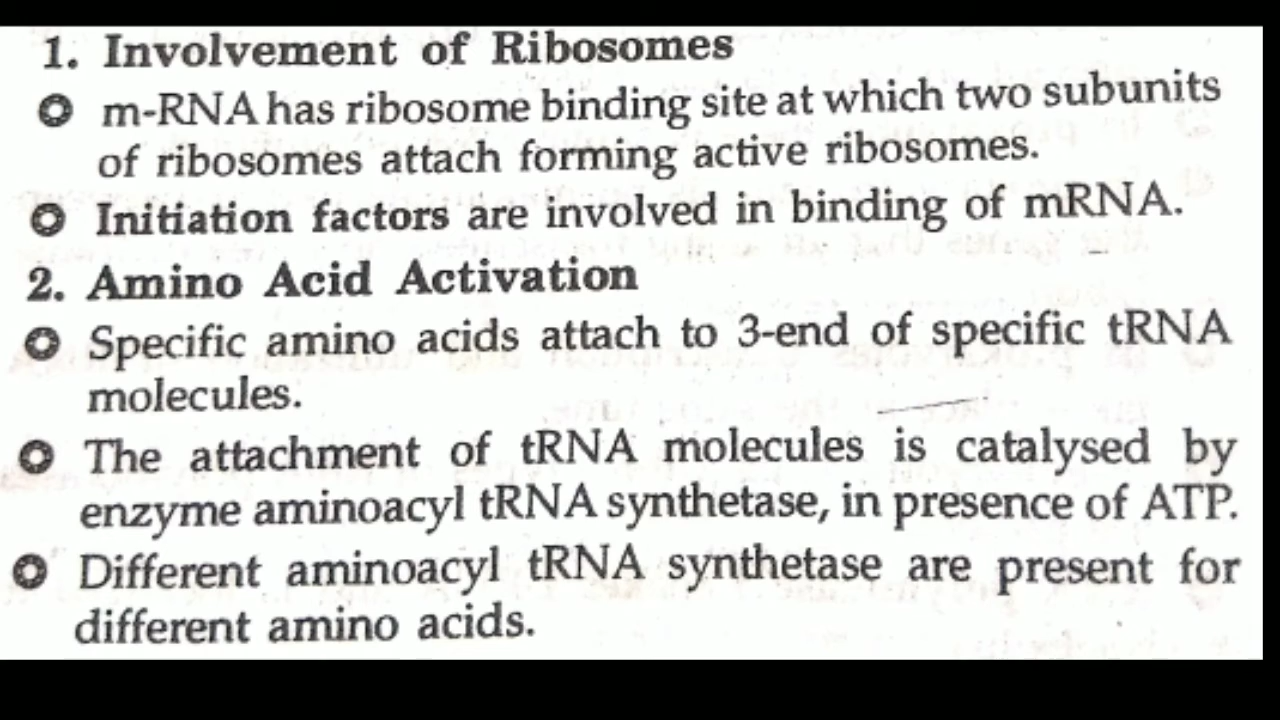 1. Involvement of Ribosomes
✪ m-RNA has ribosome binding site at which two subunits
of ribosomes attach forming active ribosomes.
✪ Initiation factors are involved in binding of mRNA.
2. Amino Acid Activation
✪ Specific amino acids attach to 3-end of specific tRNA
molecules.
✪ The attachment of tRNA molecules is catalysed by
enzyme aminoacyl tRNA synthetase, in presence of ATP.
✪ Different aminoacyl tRNA synthetase are present for
different amino acids.